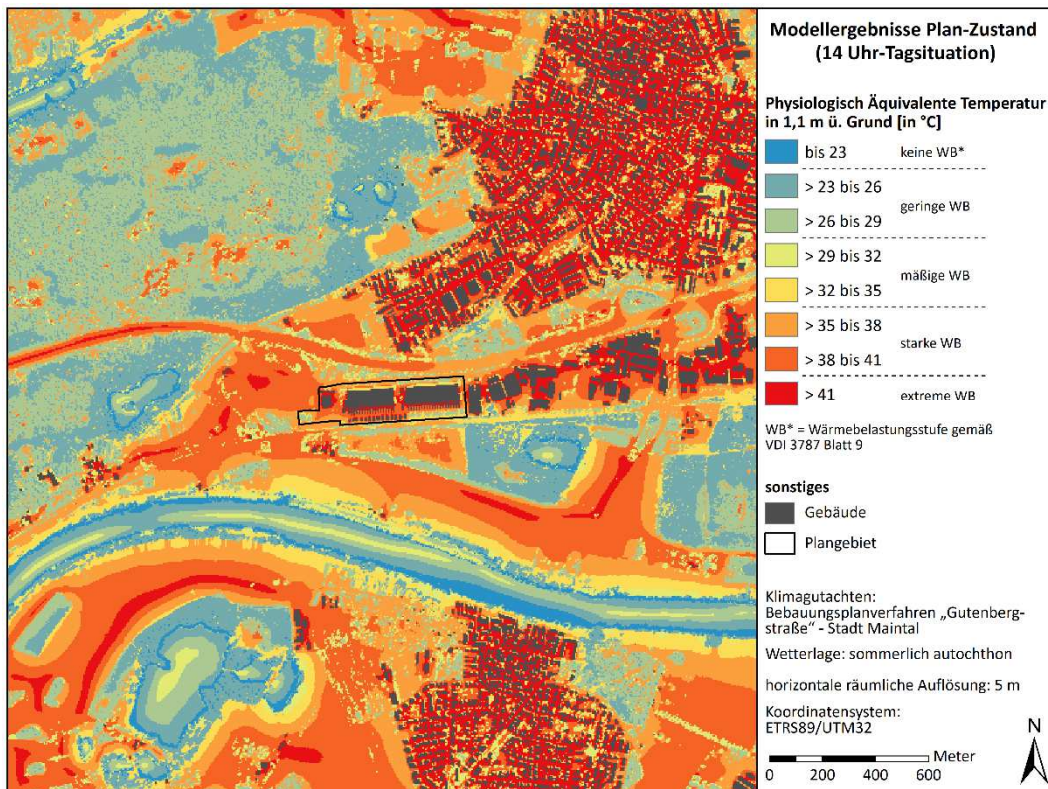 Modellergebnisse Plan-Zustand
(14 Uhr-Tagsituation)
Physiologisch Äquivalente Temperatur
in 1,1 m ü. Grund [in °C]
bis 23 keine WB*
> 23 bis 26
geringe WB
> 26 bis 29
> 29 bis 32
mäßige WB
> 32 bis 35
> 35 bis 38
starke WB
> 38 bis 41
> 41 extreme WB
WB* = Wärmebelastungsstufe gemäß
VDI 3787 Blatt 9
sonstiges
Gebäude
Plangebiet
Klimagutachten:
Bebauungsplanverfahren „Gutenberg-
straße“ - Stadt Maintal
Wetterlage: sommerlich autochthon
horizontale räumliche Auflösung: 5 m
Koordinatensystem:
ETRS89/UTM32
N
Meter
0 200 400 600